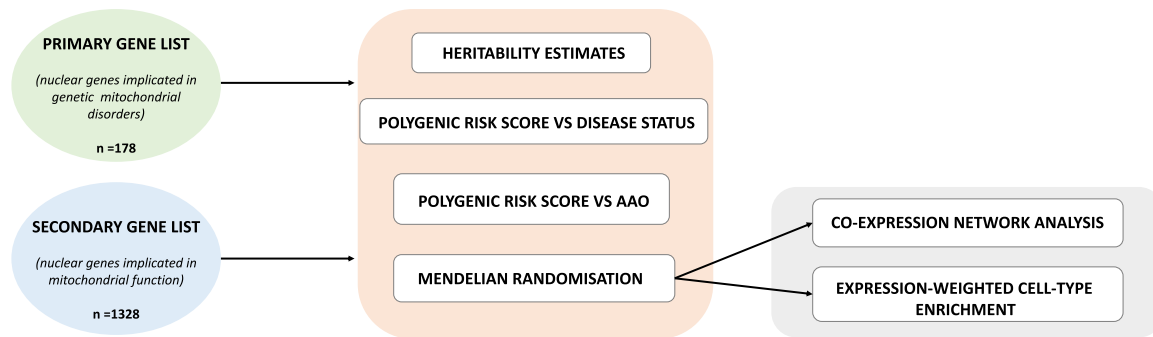 PRIMARY GENE LIST
(nuclear genes implicated in
genetic mitochondrial
disorders)
n =178
SECONDARY GENE LIST
(nuclear genes implicated in
mitochondrial function)
n =1328
HERITABILITY ESTIMATES
POLYGENIC RISK SCORE VS DISEASE STATUS
POLYGENIC RISK SCORE VS AAO
MENDELIAN RANDOMISATION
CO-EXPRESSION NETWORK ANALYSIS
EXPRESSION-WEIGHTED CELL-TYPE
ENRICHMENT